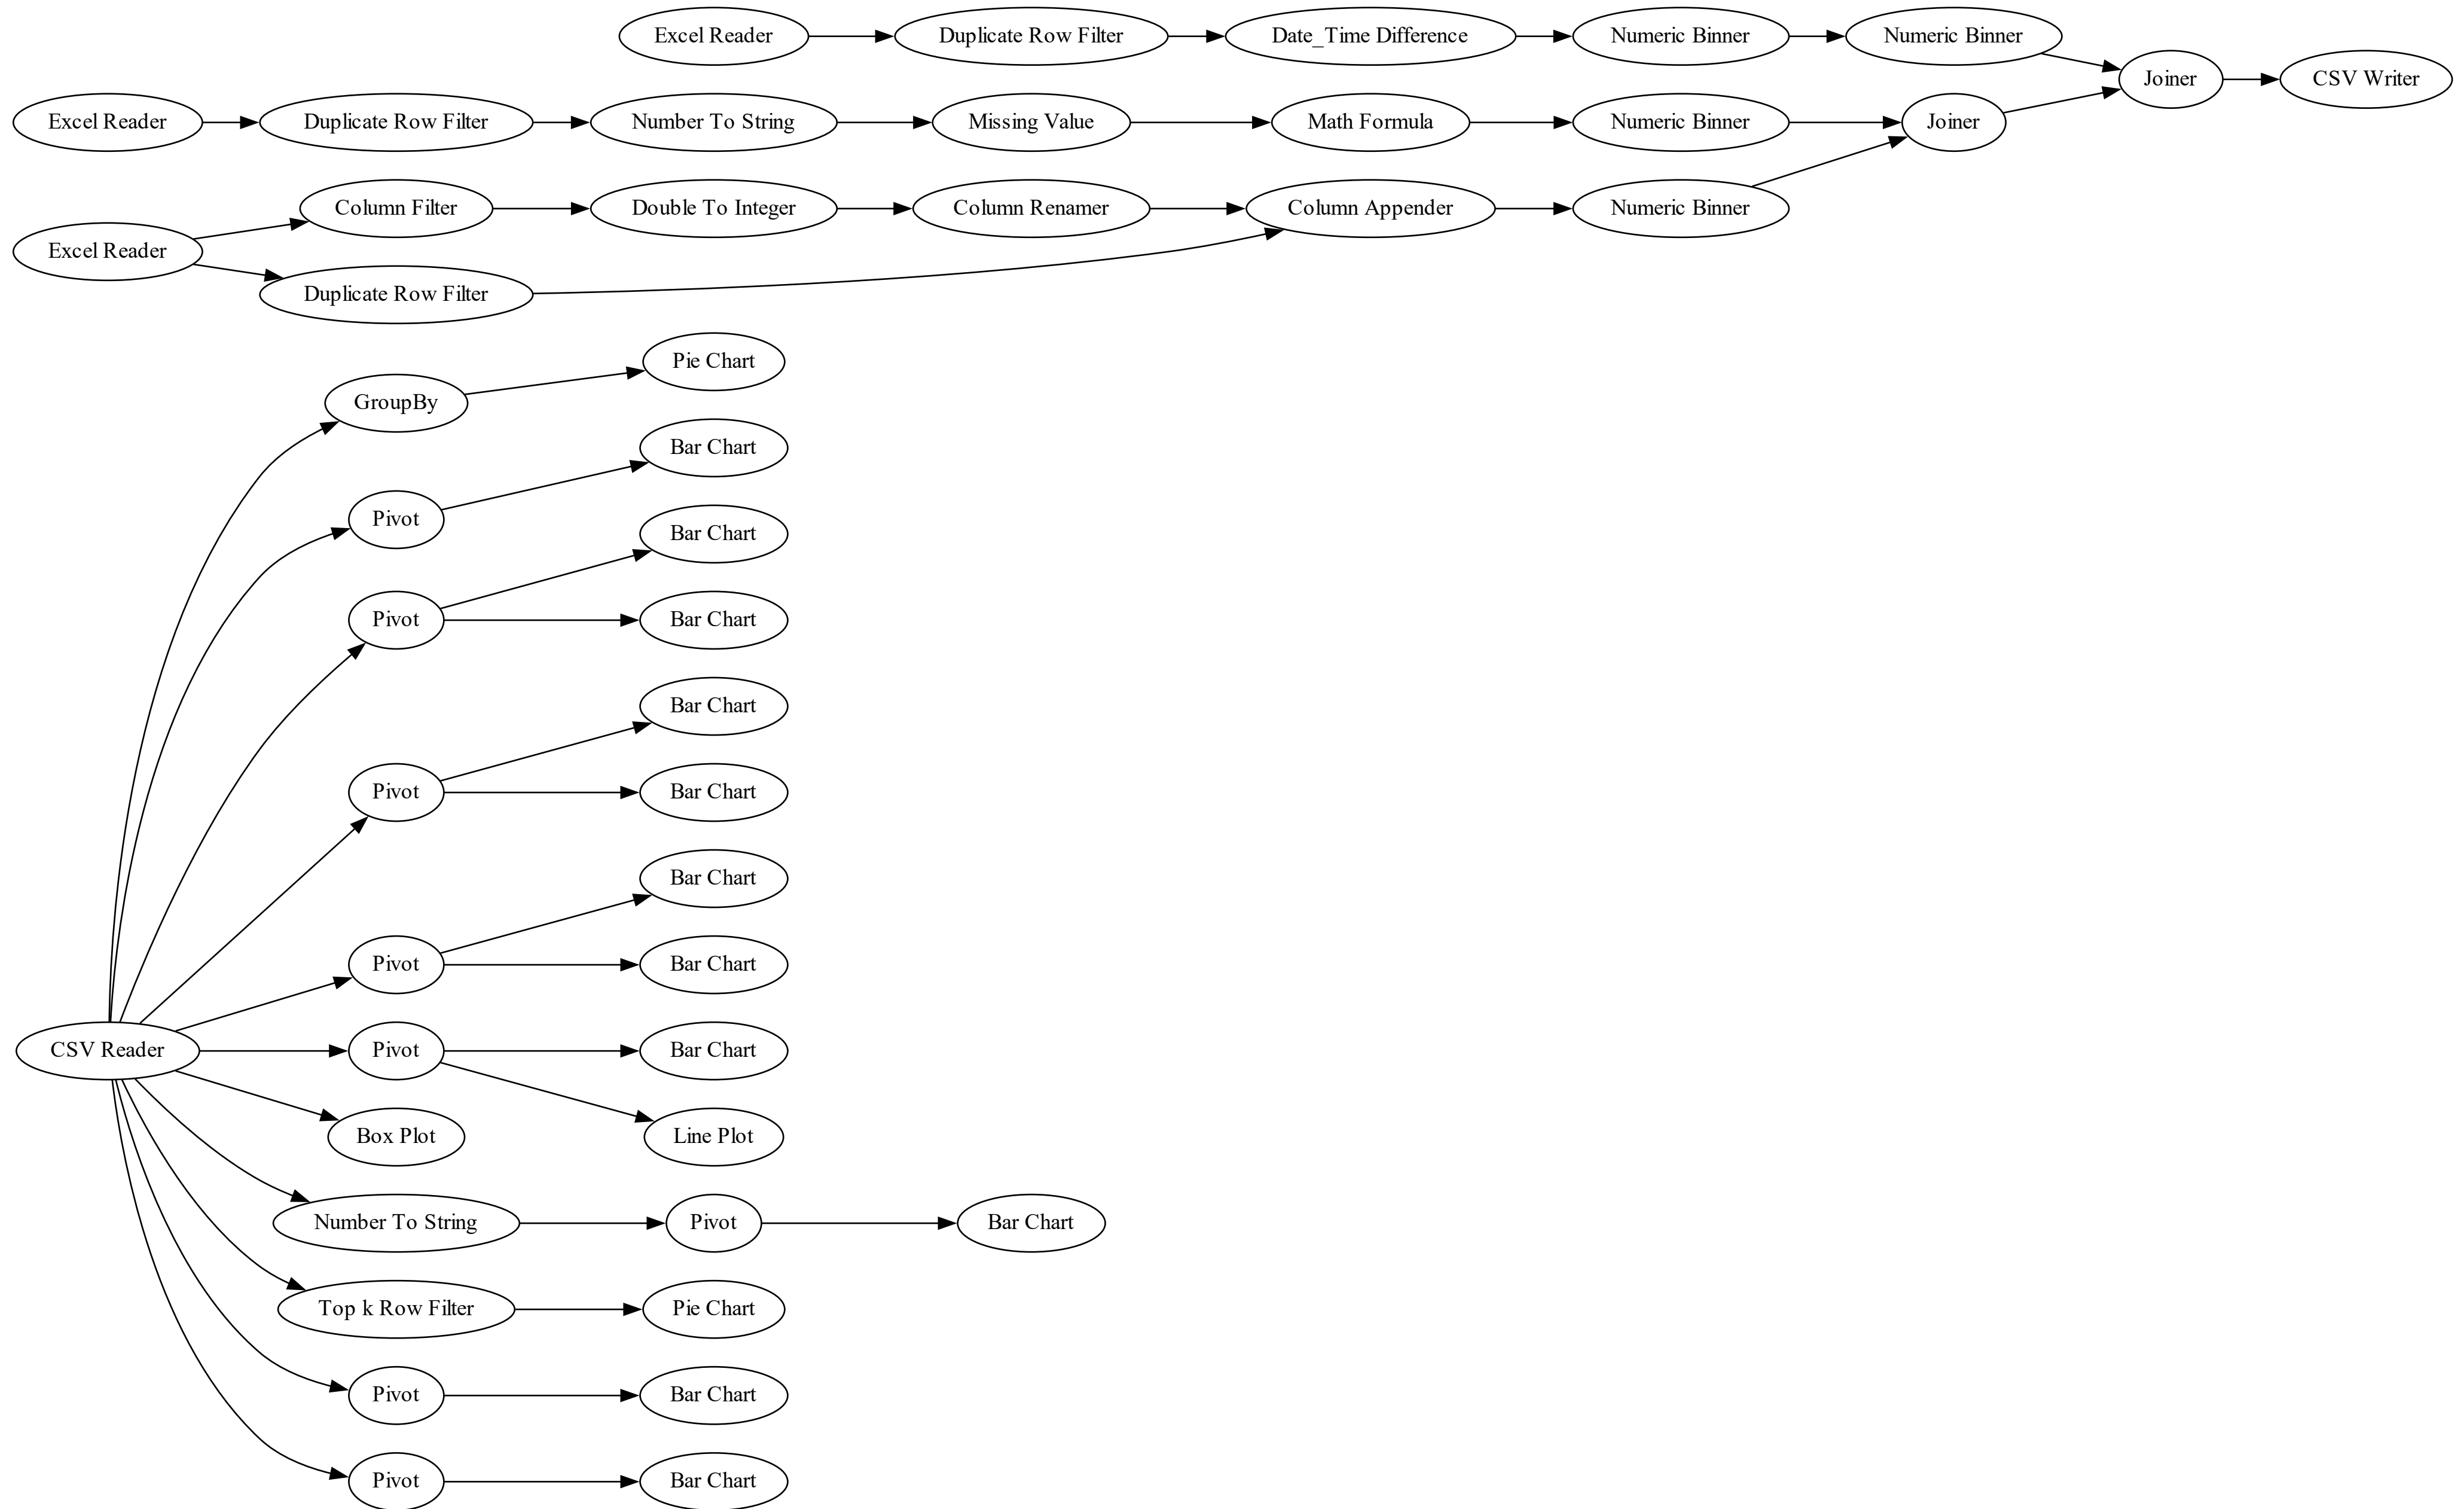 Excel Reader
Duplicate Row Filter
Date_Time Difference
Numeric Binner
Numeric Binner
Joiner
CSV Writer
Excel Reader
Duplicate Row Filter
Number To String
Missing Value
Math Formula
Numeric Binner
Joiner
Excel Reader
Column Filter
Double To Integer
Column Renamer
Column Appender
Numeric Binner
Duplicate Row Filter
Pie Chart
GroupBy
Bar Chart
Pivot
Bar Chart
Pivot
Bar Chart
Bar Chart
Pivot
Bar Chart
Bar Chart
Pivot
Bar Chart
CSV Reader
Pivot
Bar Chart
Box Plot
Line Plot
Number To String
Pivot
Bar Chart
Top k Row Filter
Pie Chart
Pivot
Bar Chart
Pivot
Bar Chart